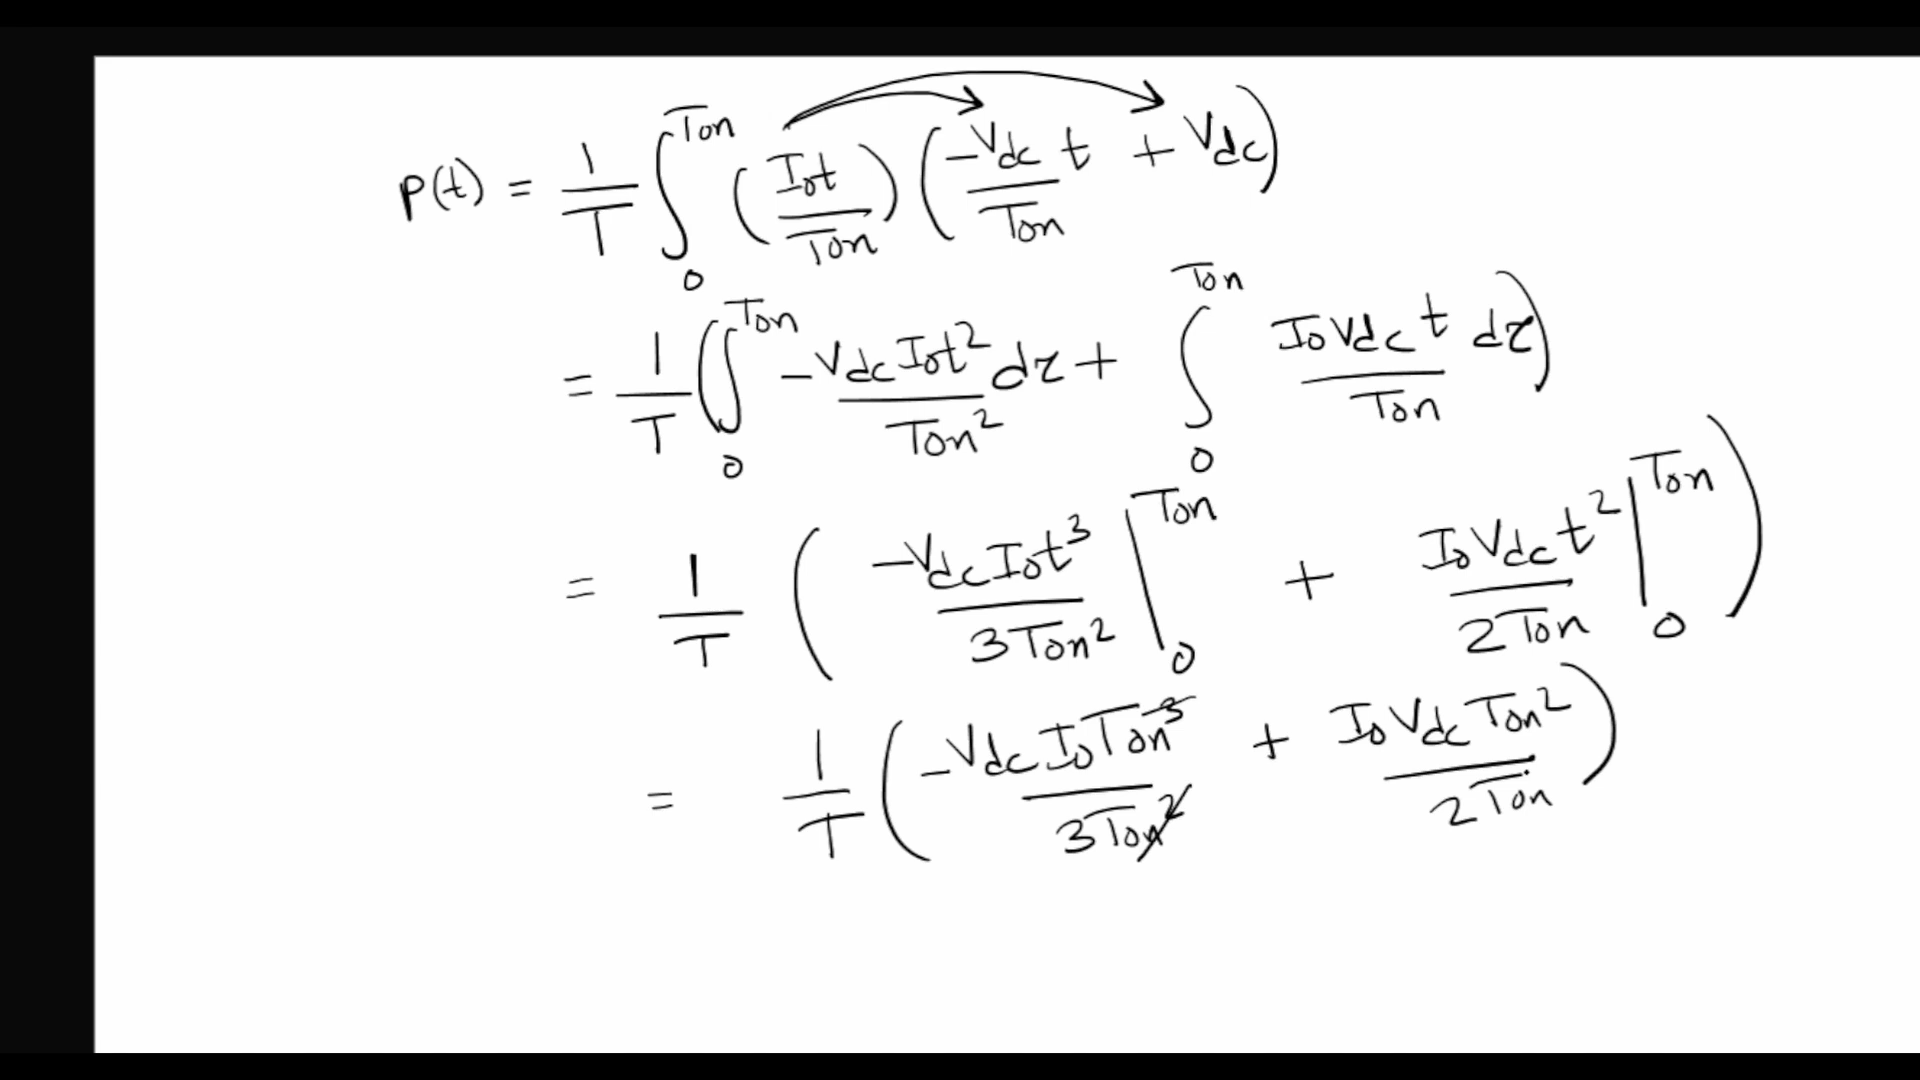 P(t) = 1/T ∫₀^Ton (Iot/Ton) (-Vdc t/Ton + Vdc)
= 1/T (∫₀^Ton -Vdc Iot²/Ton² dτ + ∫₀^Ton IoVdc t/Ton dτ)
= 1/T (-Vdc Iot³/3Ton² |₀^Ton + IoVdc t²/2Ton |₀^Ton)
= 1/T (-Vdc IoTon³/3Ton² + IoVdc Ton²/2Ton)